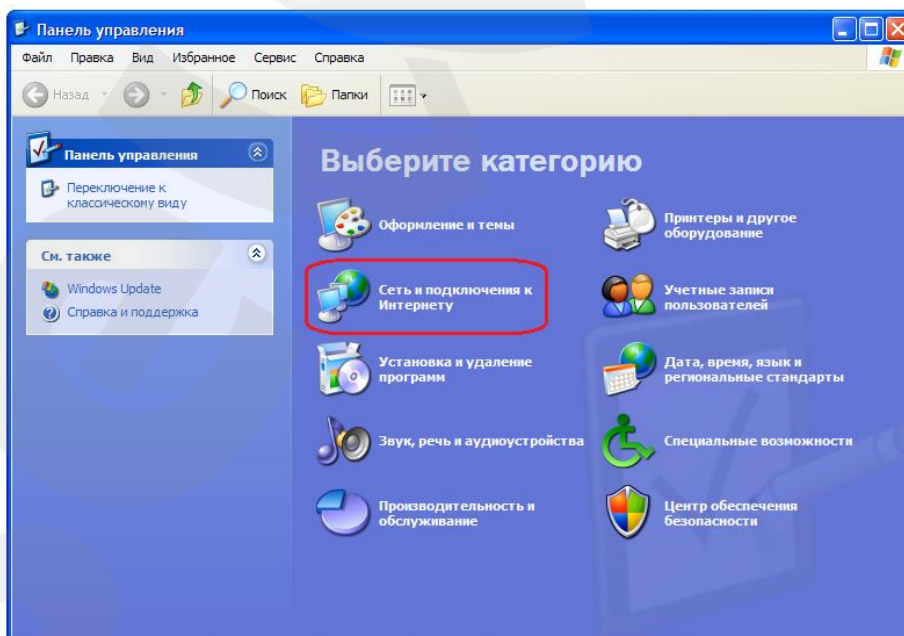 Панель управления
Файл Правка Вид Избранное Сервис Справка
Назад Поиск Папки
Панель управления
Переключение к
классическому виду
См. также
Windows Update
Справка и поддержка
Выберите категорию
Оформление и темы
Принтеры и другое
оборудование
Сеть и подключения к
Интернету
Учетные записи
пользователей
Установка и удаление
программ
Дата, время, язык и
региональные стандарты
Звук, речь и аудиоустройства
Специальные возможности
Производительность и
обслуживание
Центр обеспечения
безопасности